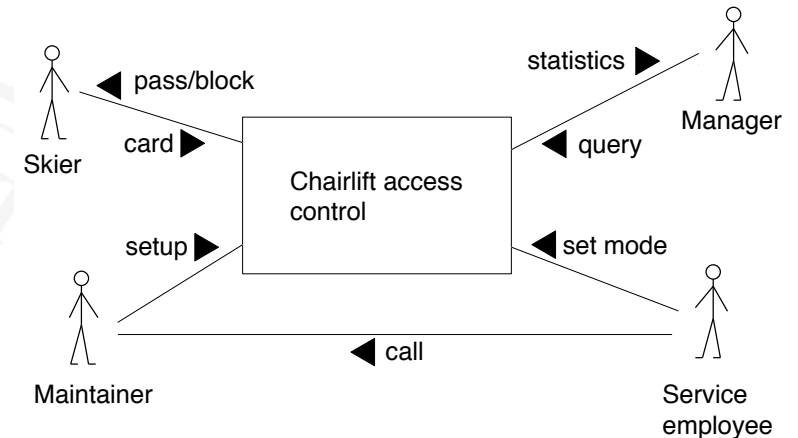 statistics
pass/block
Manager
card
query
Skier
Chairlift access
control
setup
set mode
call
Maintainer
Service
employee